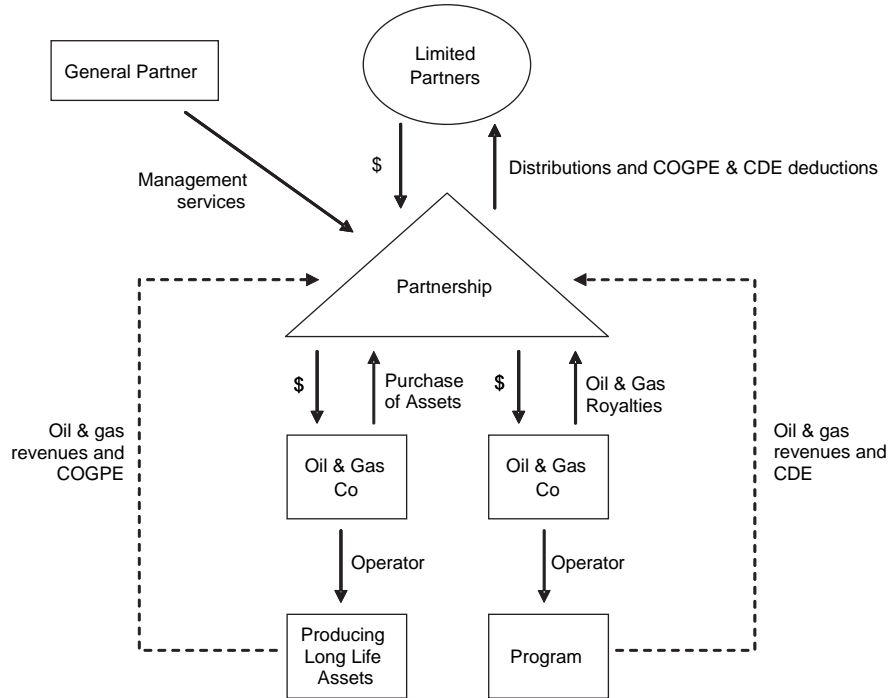 General Partner
Limited
Partners
Management
services
$
Distributions and COGPE & CDE deductions
Partnership
$
Purchase
of Assets
$
Oil & Gas
Royalties
Oil & gas
revenues and
COGPE
Oil & gas
revenues and
CDE
Oil & Gas
Co
Oil & Gas
Co
Operator
Operator
Producing
Long Life
Assets
Program